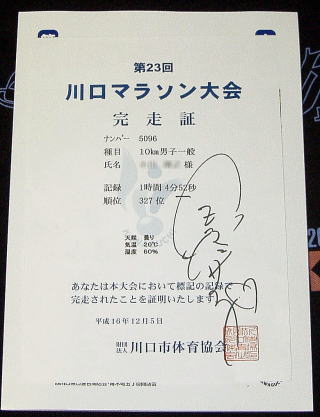 第23回
川口マラソン大会
完走証
ナンバー 5096
種目 10km男子一般
氏名 様
記録 1時間 4分52秒
順位 327位
天候 曇り
気温 20℃
湿度 60%
あなたは本大会において標記の記録で
完走されたことを証明いたします
平成16年12月5日
財団法人 川口市体育協会